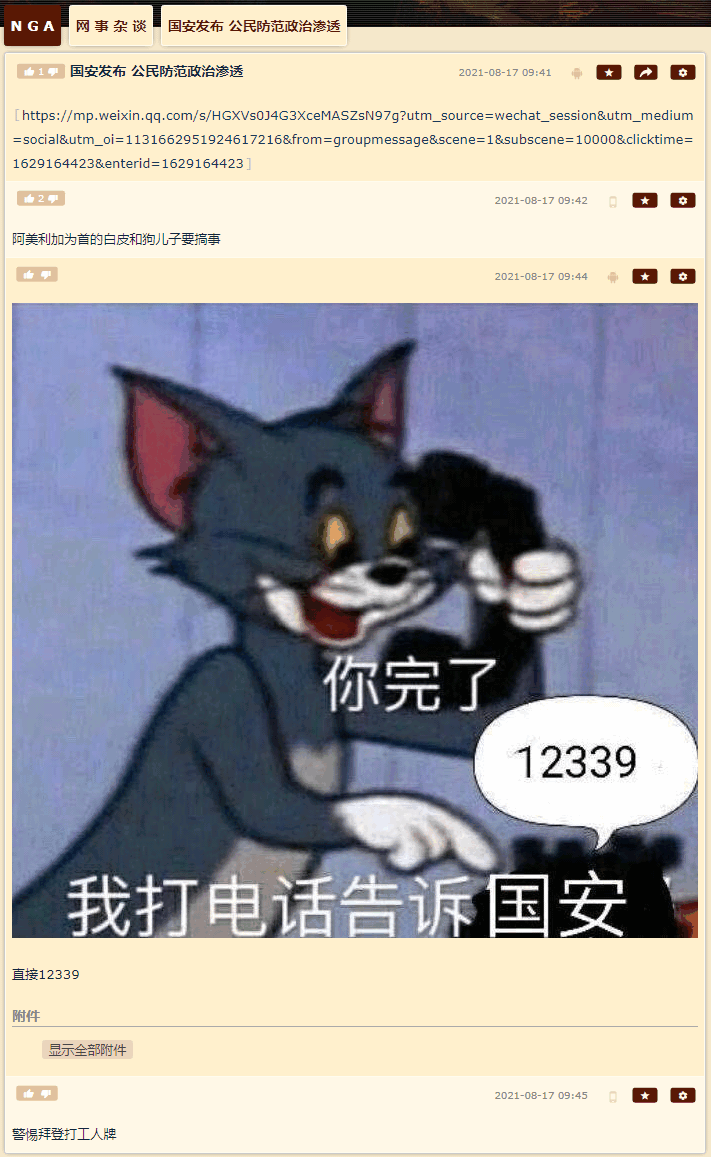 NGA 网事杂谈 国安发布 公民防范政治渗透
1 国安发布 公民防范政治渗透 2021-08-17 09:41
[https://mp.weixin.qq.com/s/HGXVs0J4G3XceMASZsN97g?utm_source=wechat_session&utm_medium
=social&utm_oi=1131662951924617216&from=groupmessage&scene=1&subscene=10000&clicktime=
1629164423&enterid=1629164423]
2 2021-08-17 09:42
阿美利加为首的白皮和狗儿子要搞事
2021-08-17 09:44
你完了
12339
我打电话告诉国安
直接12339
附件
显示全部附件
2021-08-17 09:45
警惕拜登打工人牌